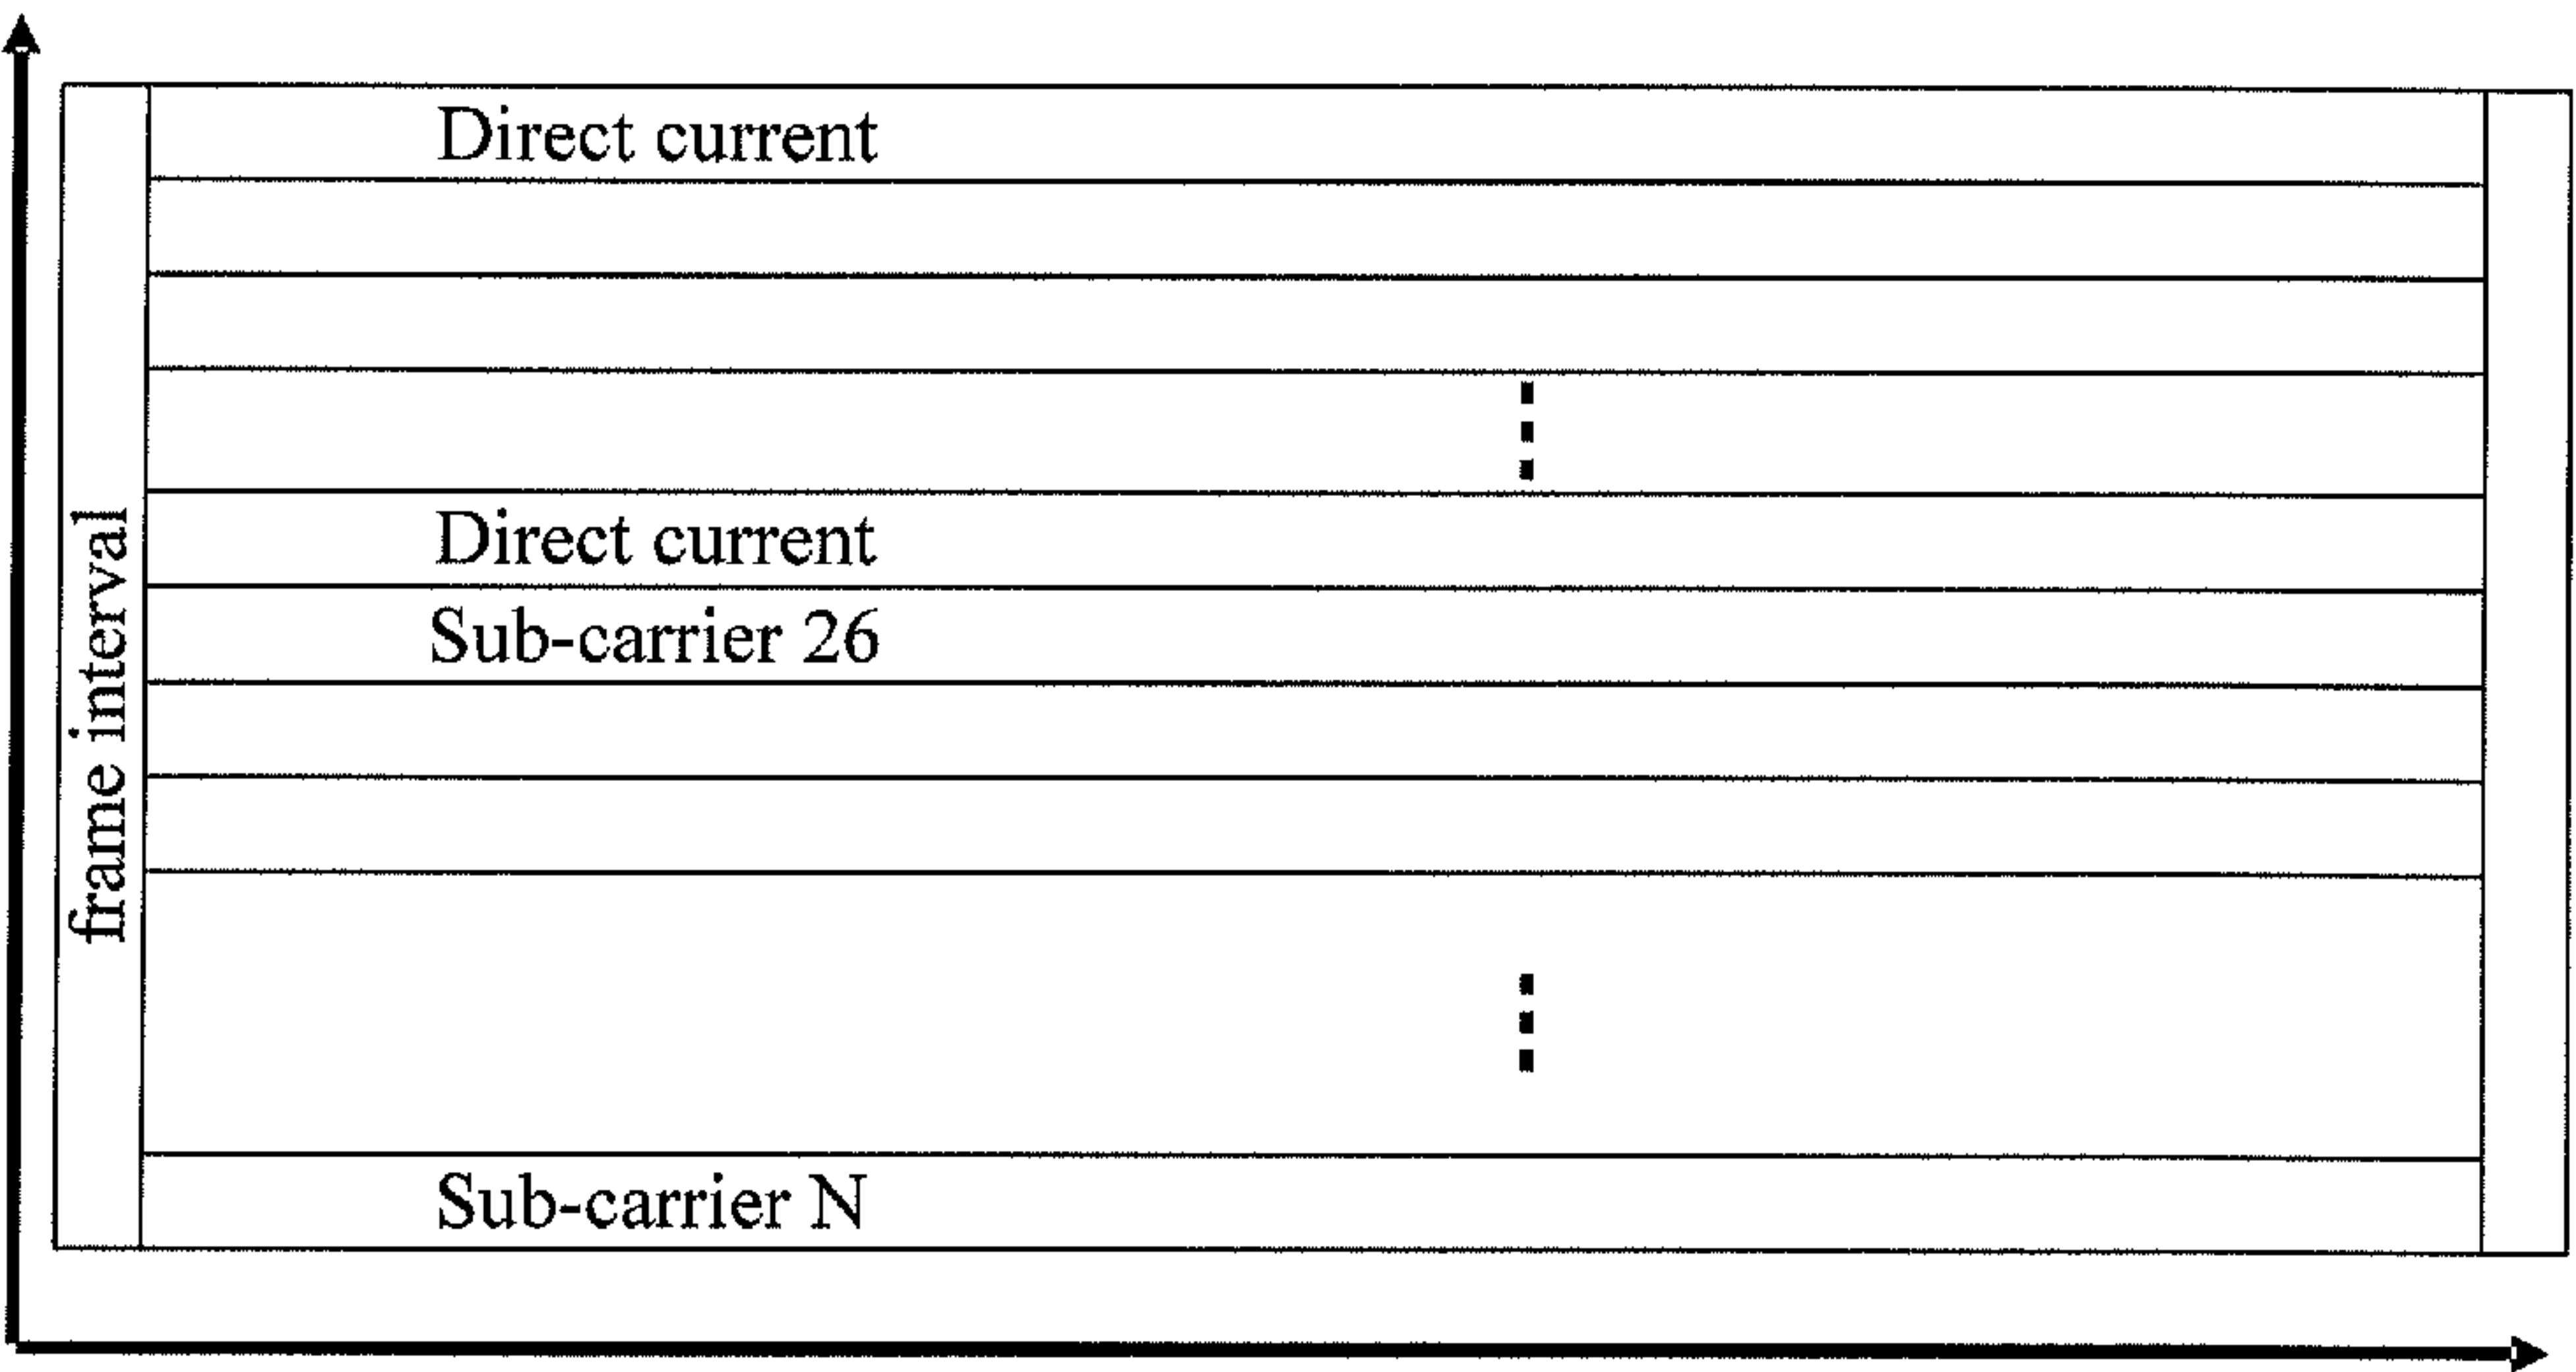 Direct current
frame interval
Direct current
Sub-carrier 26
Sub-carrier N